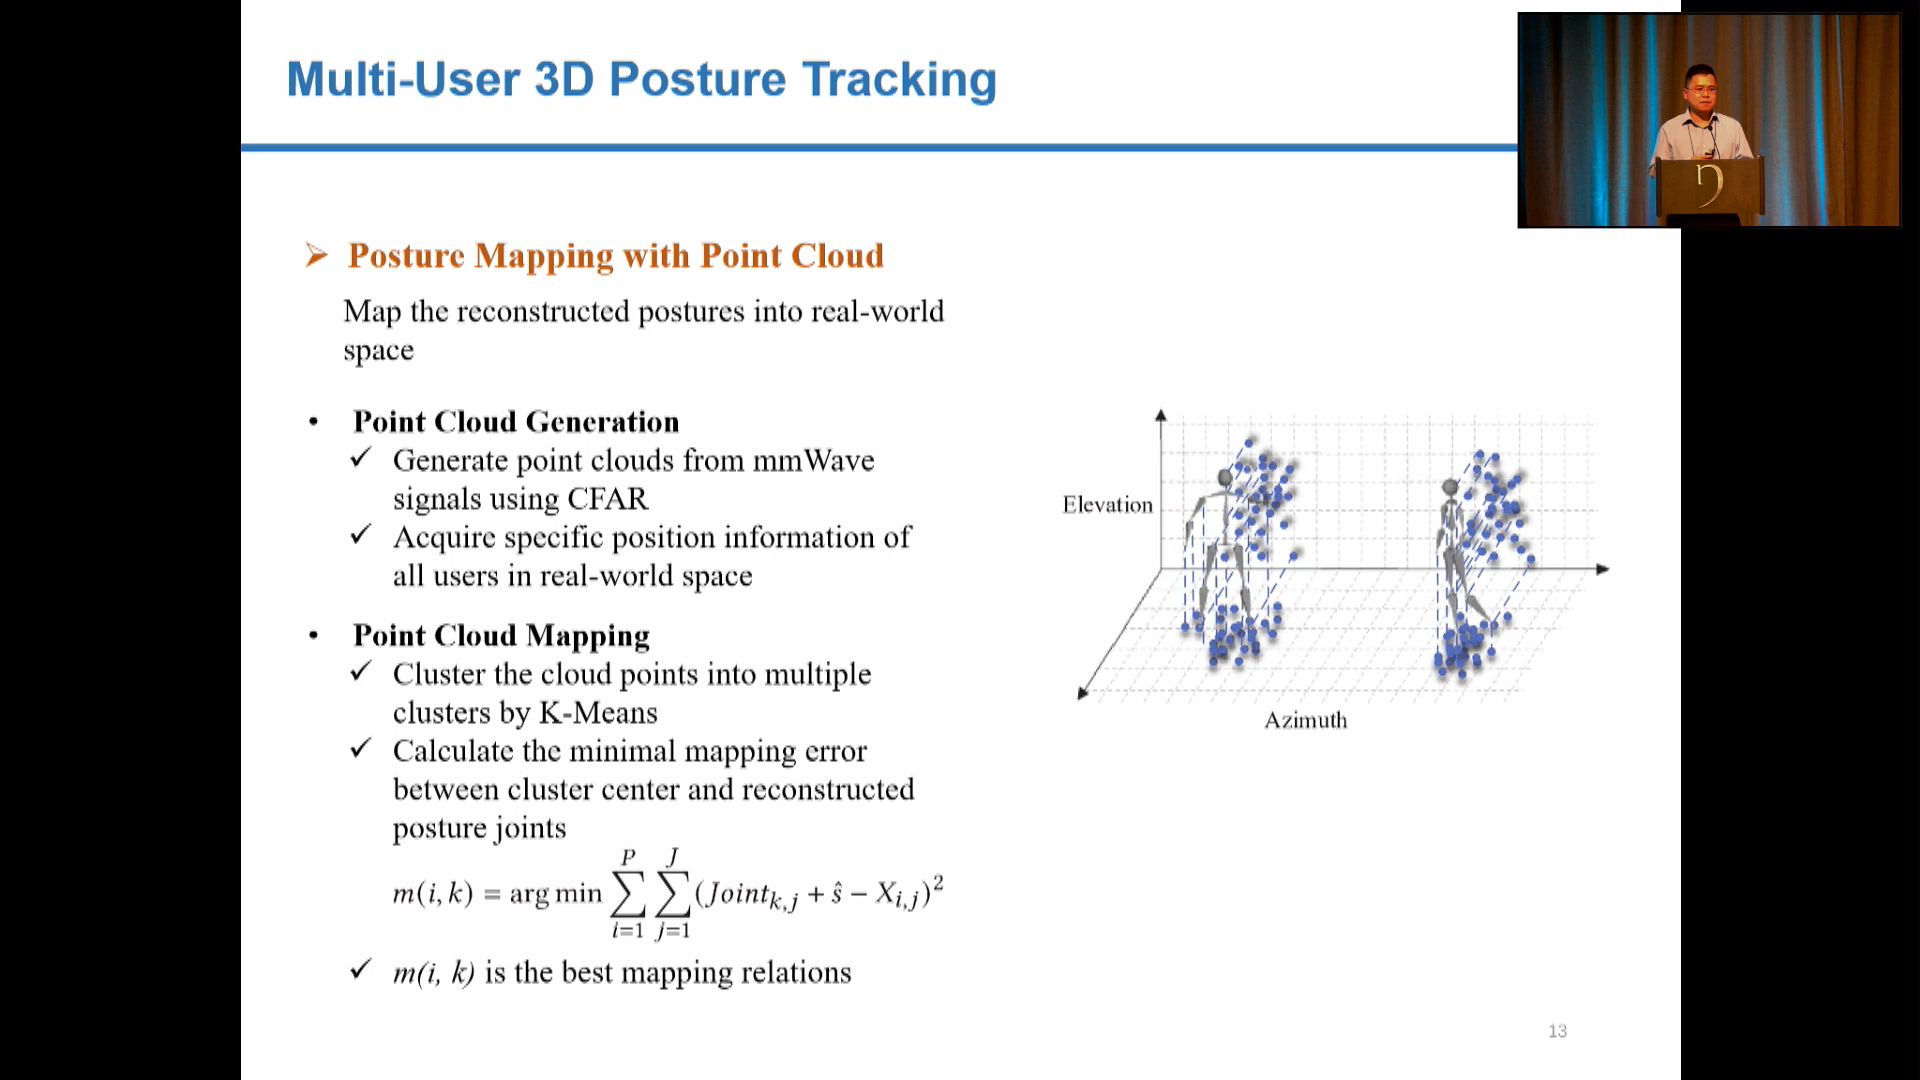 Multi-User 3D Posture Tracking
➢ Posture Mapping with Point Cloud
Map the reconstructed postures into real-world
space
• Point Cloud Generation
✓ Generate point clouds from mmWave
signals using CFAR
✓ Acquire specific position information of
all users in real-world space
• Point Cloud Mapping
✓ Cluster the cloud points into multiple
clusters by K-Means
✓ Calculate the minimal mapping error
between cluster center and reconstructed
posture joints
m(i, k) = arg min ∑_{i=1}^{P} ∑_{j=1}^{J} (Joint_{k,j} + ŝ − X_{i,j})²
✓ m(i, k) is the best mapping relations
Elevation
Azimuth
13